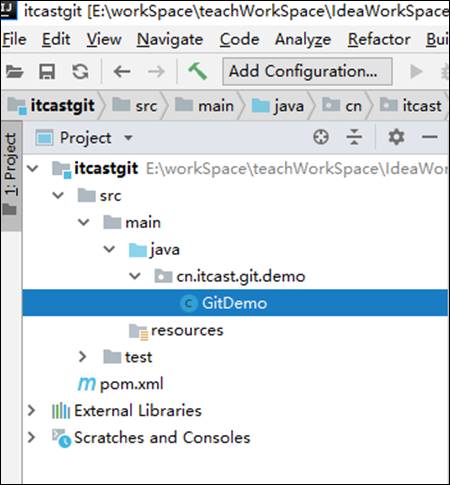 itcastgit [E:\workSpace\teachWorkSpace\IdeaWorkSpace
File Edit View Navigate Code Analyze Refactor Bui
Add Configuration...
itcastgit src main java cn itcast
1: Project
Project
itcastgit E:\workSpace\teachWorkSpace\IdeaWor
src
main
java
cn.itcast.git.demo
GitDemo
resources
test
pom.xml
External Libraries
Scratches and Consoles